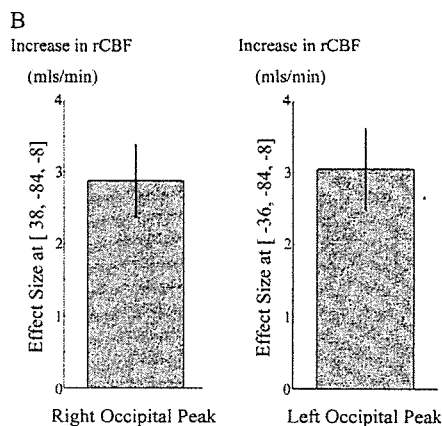 B
Increase in rCBF
(mls/min)
Effect Size at [ 38, -84, -8]
4
3
2
1
0
Right Occipital Peak
Increase in rCBF
(mls/min)
Effect Size at [ -36, -84, -8]
4
3
2
1
0
Left Occipital Peak